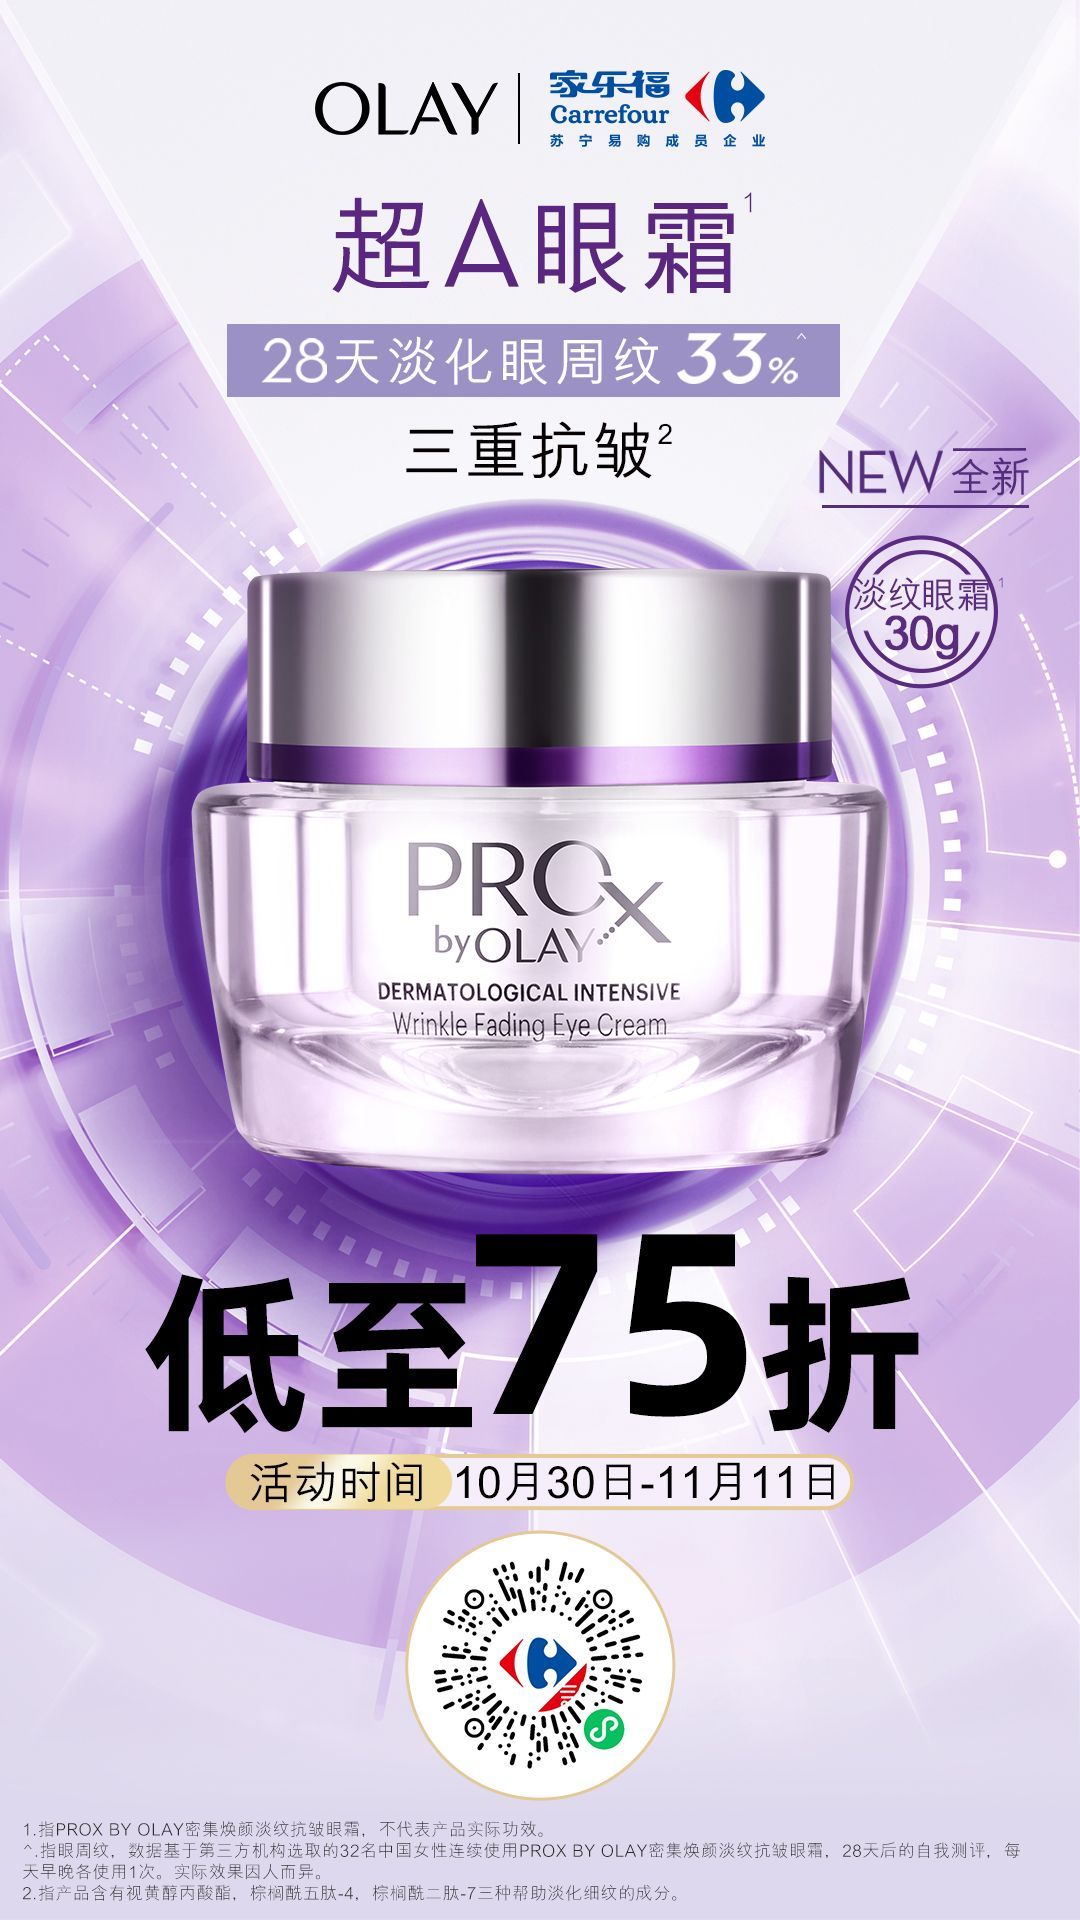 OLAY
家乐福
Carrefour
苏宁易购成员企业
超A眼霜1
28天淡化眼周纹33%^
三重抗皱2
NEW 全新
淡纹眼霜1
30g
PROX
by OLAY
DERMATOLOGICAL INTENSIVE
Wrinkle Fading Eye Cream
低至75折
活动时间 10月30日-11月11日
1.指PROX BY OLAY密集焕颜淡纹抗皱眼霜，不代表产品实际功效。
^.指眼周纹，数据基于第三方机构选取的32名中国女性连续使用PROX BY OLAY密集焕颜淡纹抗皱眼霜，28天后的自我测评，每
天早晚各使用1次。实际效果因人而异。
2.指产品含有视黄醇丙酸酯，棕榈酰五肽-4，棕榈酰二肽-7三种帮助淡化细纹的成分。